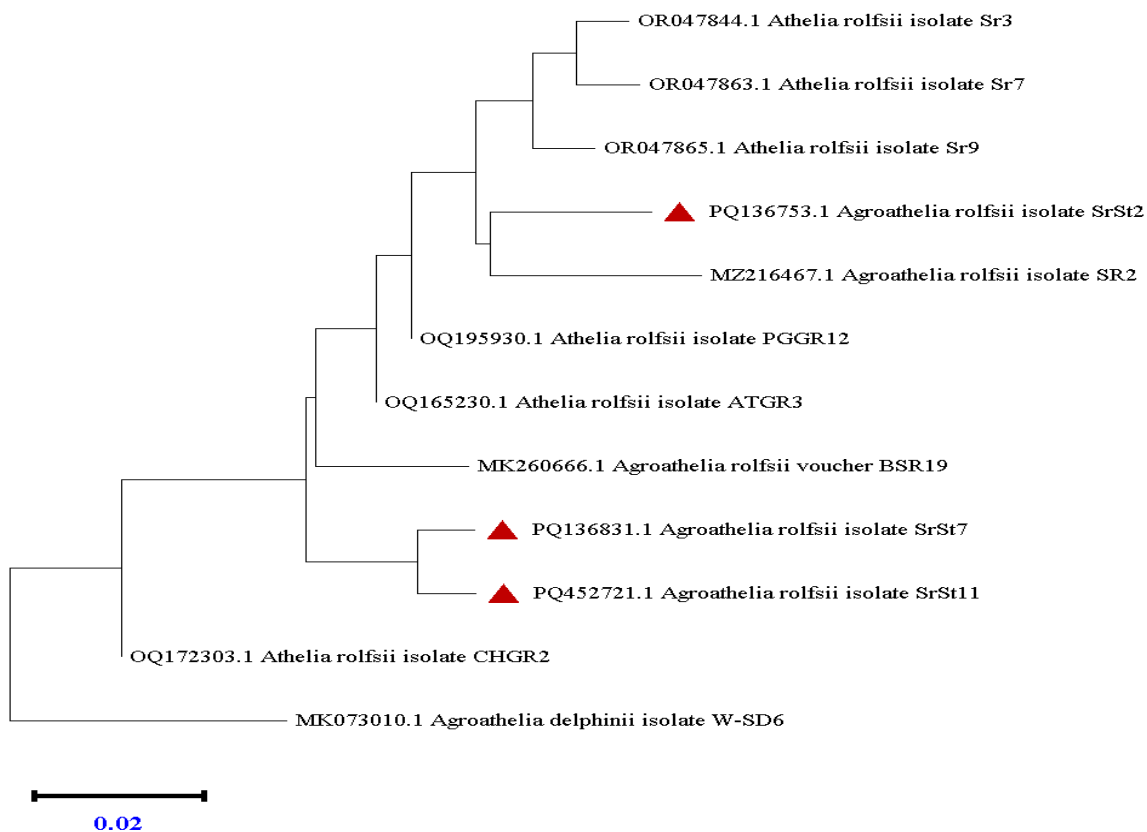 OR047844.1 Athelia rolfsii isolate Sr3
OR047863.1 Athelia rolfsii isolate Sr7
OR047865.1 Athelia rolfsii isolate Sr9
PQ136753.1 Agroathelia rolfsii isolate SrSt2
MZ216467.1 Agroathelia rolfsii isolate SR2
OQ195930.1 Athelia rolfsii isolate PGGR12
OQ165230.1 Athelia rolfsii isolate ATGR3
MK260666.1 Agroathelia rolfsii voucher BSR19
PQ136831.1 Agroathelia rolfsii isolate SrSt7
PQ452721.1 Agroathelia rolfsii isolate SrSt11
OQ172303.1 Athelia rolfsii isolate CHGR2
MK073010.1 Agroathelia delphinii isolate W-SD6
0.02